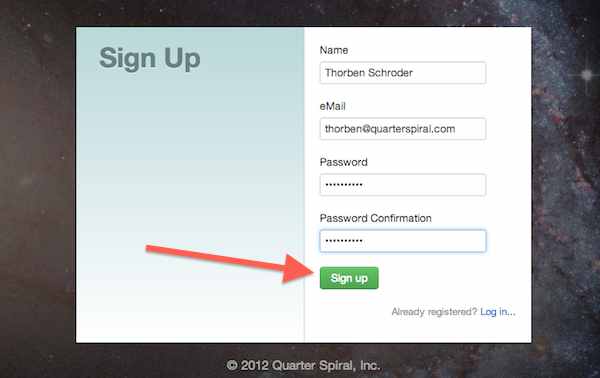 Sign Up
Name
Thorben Schroder
eMail
thorben@quarterspiral.com
Password
••••••••••
Password Confirmation
••••••••••
Sign up
Already registered? Log in...
© 2012 Quarter Spiral, Inc.